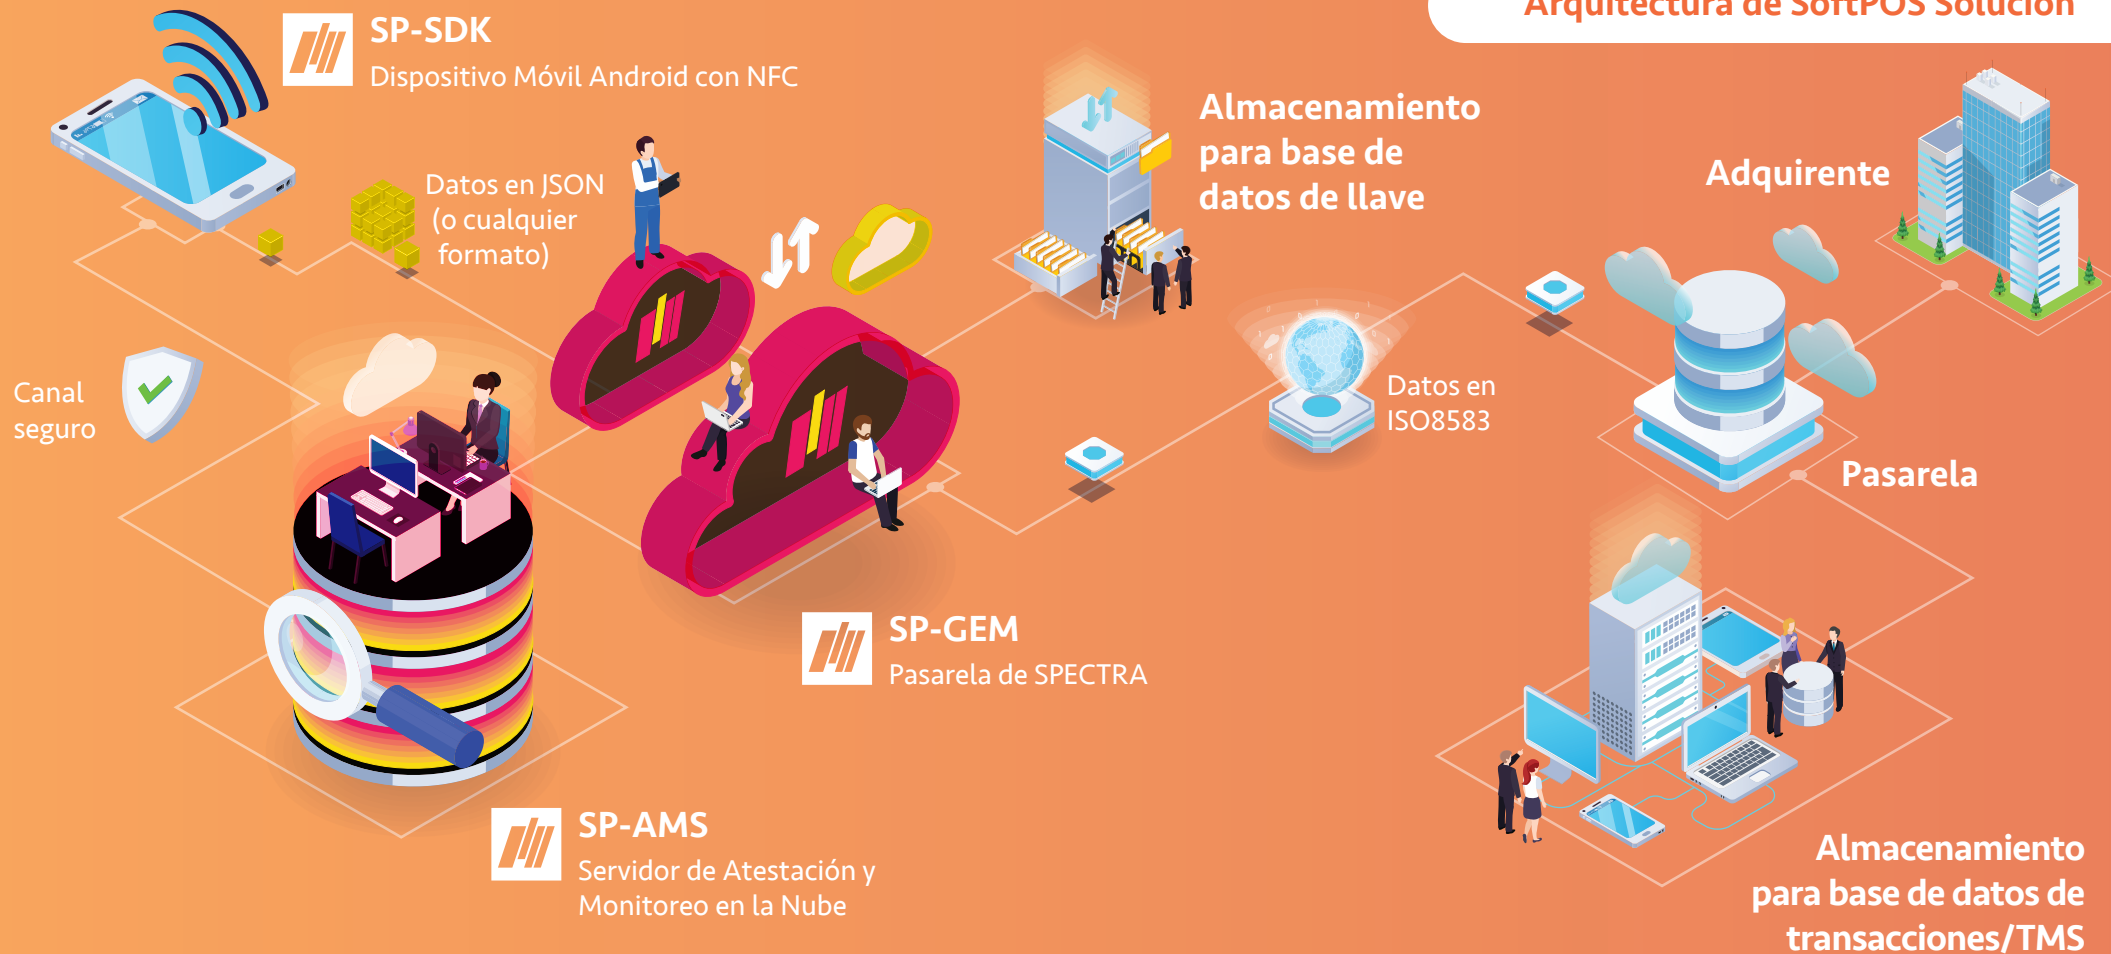 Arquitectura de SoftPOS Solución
SP-SDK
Dispositivo Móvil Android con NFC
Datos en JSON
(o cualquier
formato)
Almacenamiento
para base de
datos de llave
Adquirente
Canal
seguro
Datos en
ISO8583
Pasarela
SP-GEM
Pasarela de SPECTRA
SP-AMS
Servidor de Atestación y
Monitoreo en la Nube
Almacenamiento
para base de datos de
transacciones/TMS